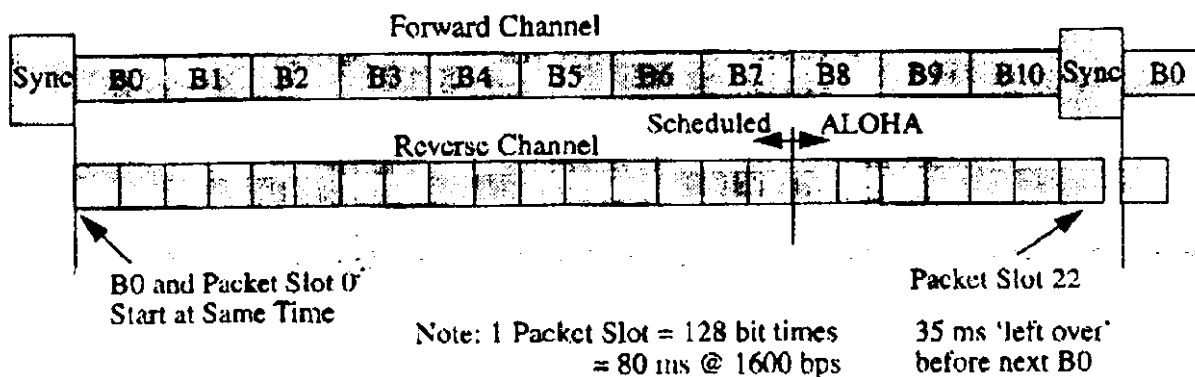 Forward Channel
Sync B0 B1 B2 B3 B4 B5 B6 B7 B8 B9 B10 Sync B0
Scheduled ALOHA
Reverse Channel
B0 and Packet Slot 0
Start at Same Time
Packet Slot 22
Note: 1 Packet Slot = 128 bit times
= 80 ms @ 1600 bps
35 ms 'left over'
before next B0